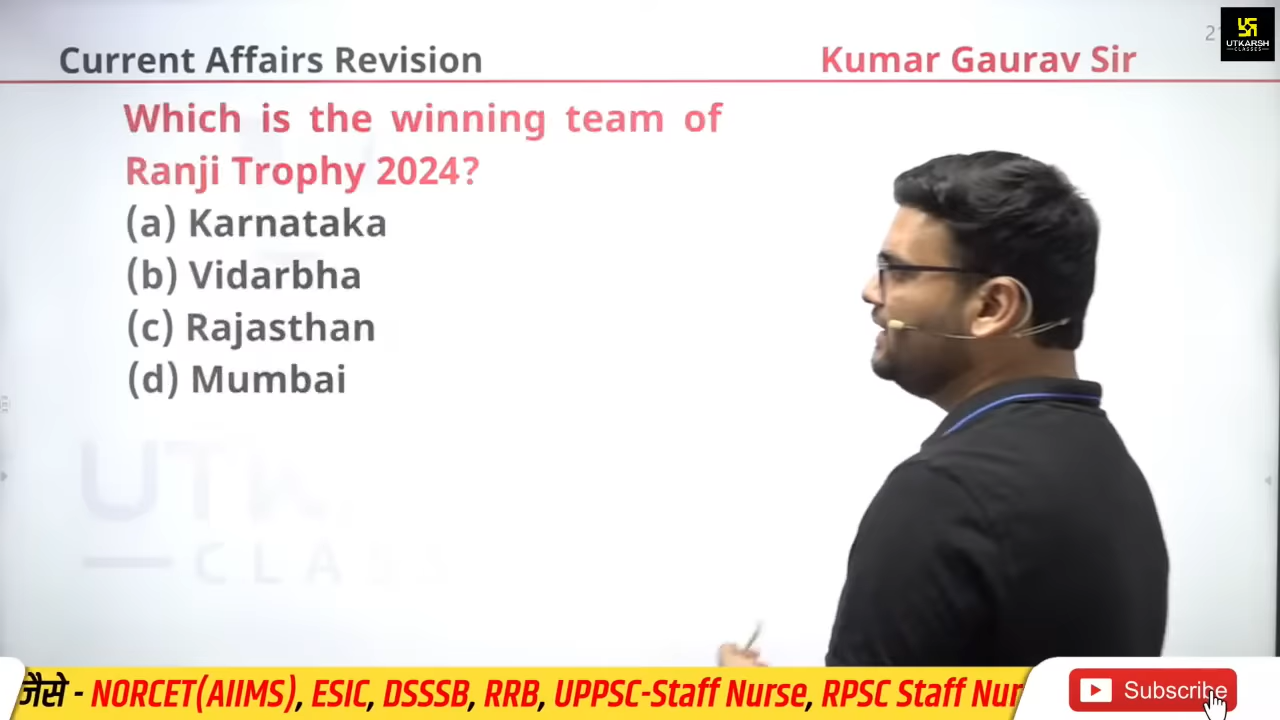 Current Affairs Revision
Kumar Gaurav Sir
UTKARSH
CLASSES
Which is the winning team of
Ranji Trophy 2024?
(a) Karnataka
(b) Vidarbha
(c) Rajasthan
(d) Mumbai
जैसे - NORCET(AIIMS), ESIC, DSSSB, RRB, UPPSC-Staff Nurse, RPSC Staff Nur
Subscribe